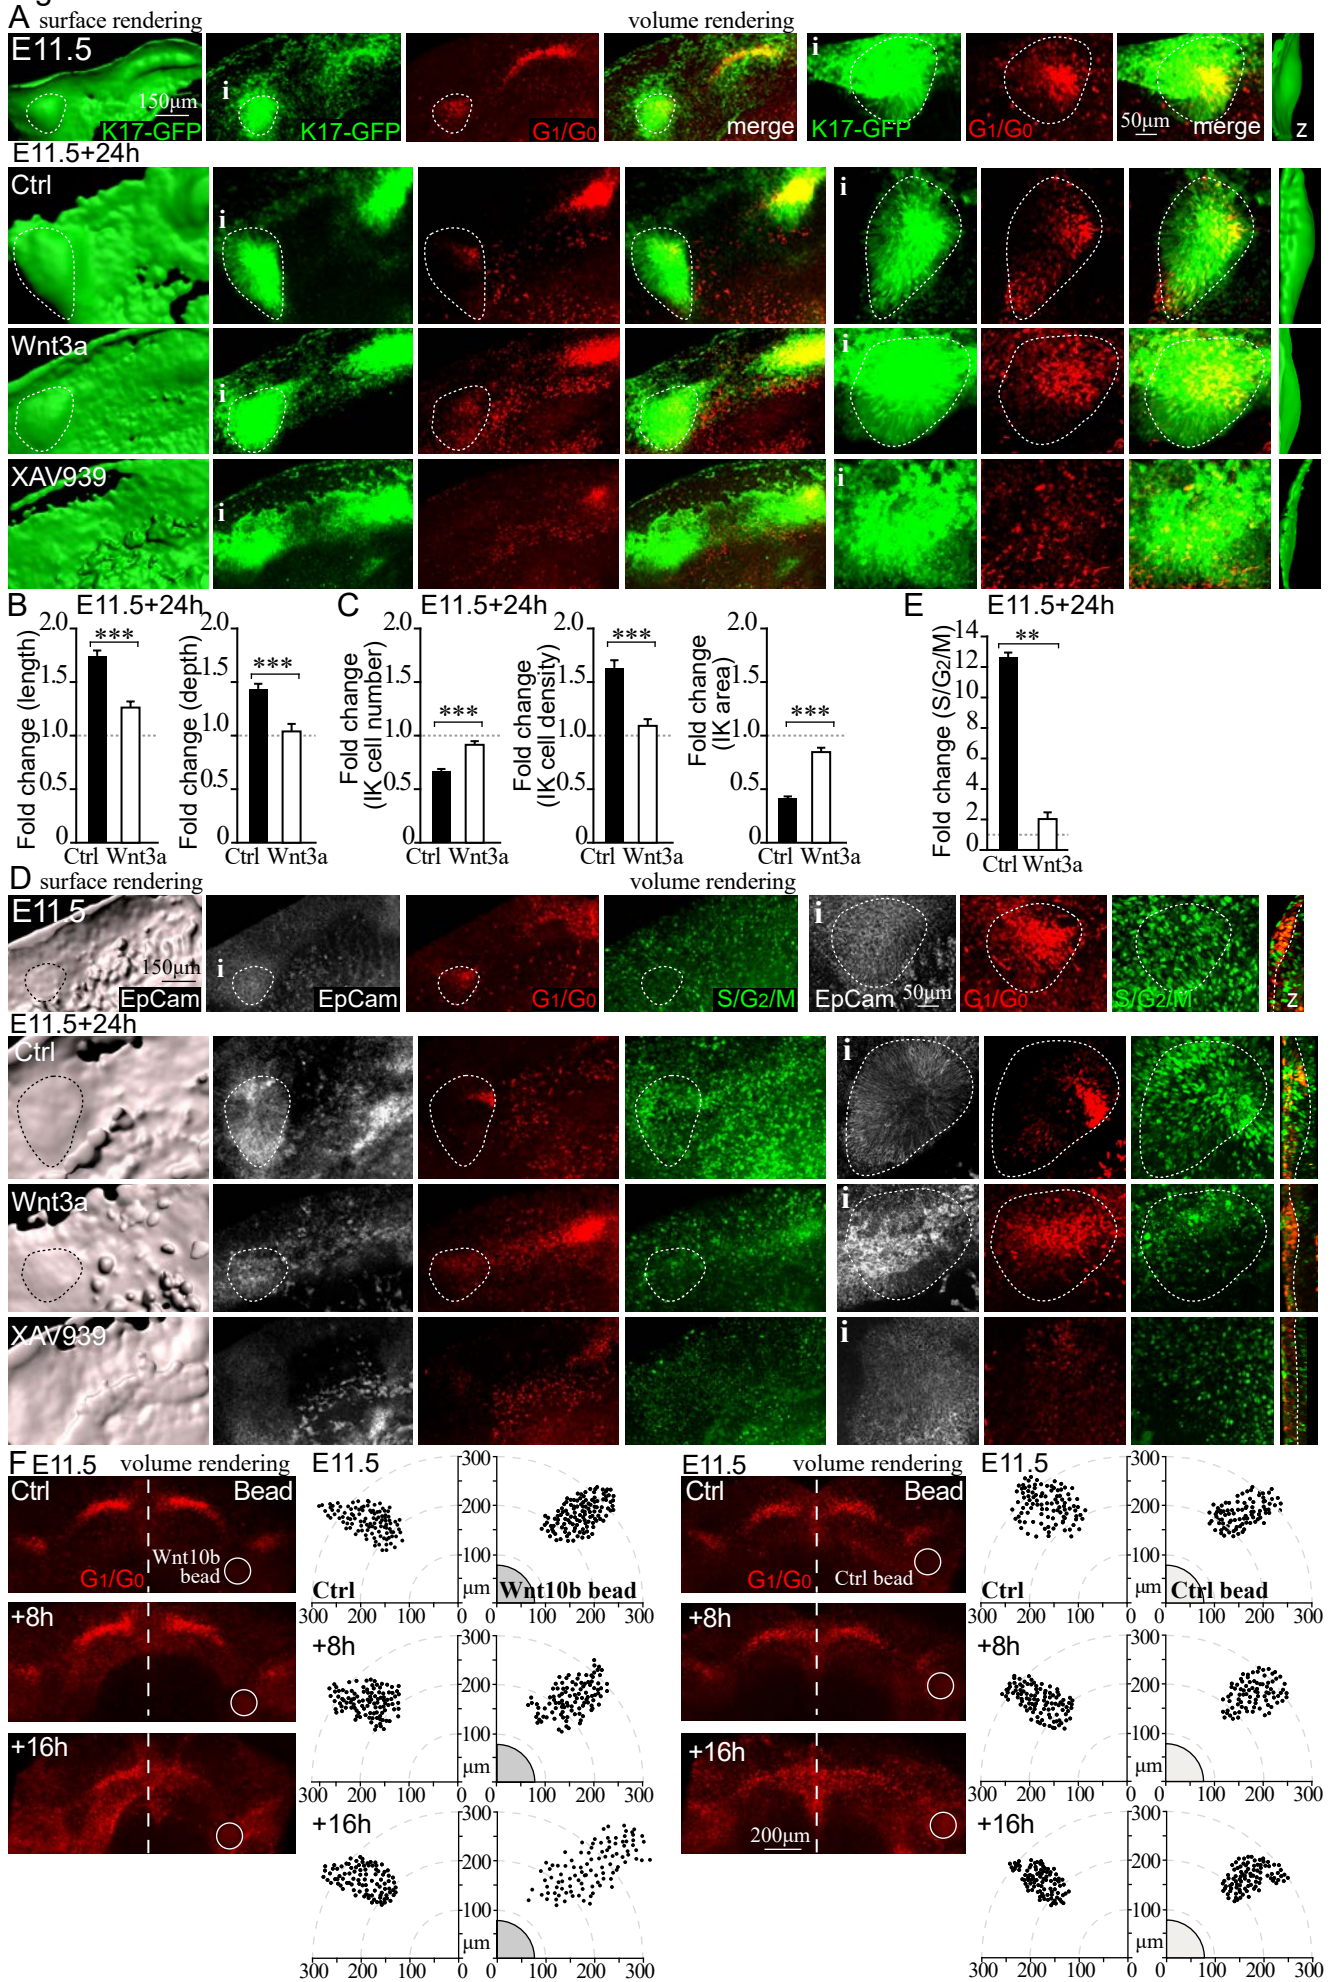 A surface rendering volume rendering
E11.5 i i
150µm 50µm
K17-GFP K17-GFP G1/G0 merge K17-GFP G1/G0 merge z
E11.5+24h
Ctrl i i
Wnt3a i i
XAV939 i i
B E11.5+24h C E11.5+24h E E11.5+24h
Fold change (length)
2.0 1.5 1.0 0.5 0
***
Ctrl Wnt3a
Fold change (depth)
2.0 1.5 1.0 0.5 0
***
Ctrl Wnt3a
Fold change
(IK cell number)
2.0 1.5 1.0 0.5 0
***
Ctrl Wnt3a
Fold change
(IK cell density)
2.0 1.5 1.0 0.5 0
***
Ctrl Wnt3a
Fold change
(IK area)
2.0 1.5 1.0 0.5 0
***
Ctrl Wnt3a
Fold change (S/G2/M)
14 12 10 8 6 4 2 0
**
Ctrl Wnt3a
D surface rendering volume rendering
E11.5 i i
150µm 50µm
EpCam EpCam G1/G0 S/G2/M EpCam G1/G0 S/G2/M z
E11.5+24h
Ctrl i
Wnt3a i
XAV939 i
F E11.5 volume rendering
Ctrl Bead
Wnt10b
bead
G1/G0
+8h
+16h
E11.5
300
200
100
µm
Ctrl Wnt10b bead
300 200 100 0 0 100 200 300
+8h
300
200
100
µm
300 200 100 0 0 100 200 300
+16h
300
200
100
µm
300 200 100 0 0 100 200 300
E11.5 volume rendering
Ctrl Bead
G1/G0 Ctrl bead
+8h
+16h
200µm
E11.5
300
200
100
µm
Ctrl Ctrl bead
300 200 100 0 0 100 200 300
+8h
300
200
100
µm
300 200 100 0 0 100 200 300
+16h
300
200
100
µm
300 200 100 0 0 100 200 300